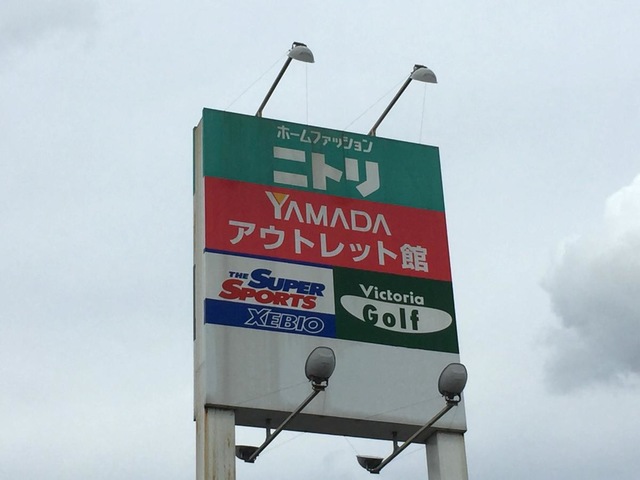 ホームファッション
ニトリ
YAMADA
アウトレット館
THE SUPER
SPORTS
XEBIO
Victoria
Golf